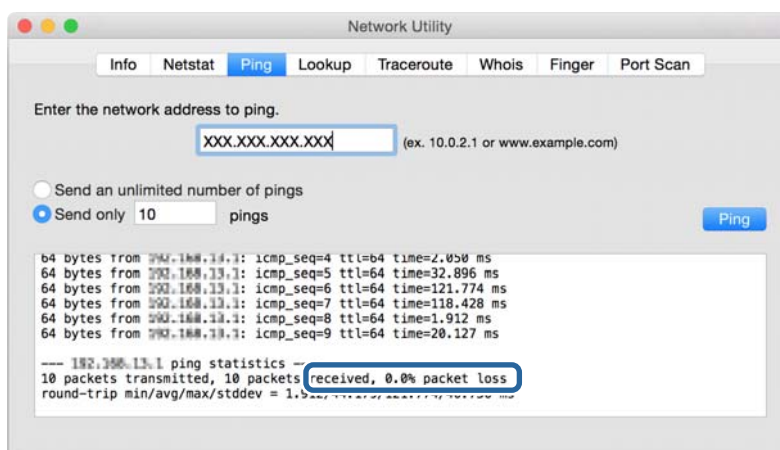 Network Utility
Info Netstat Ping Lookup Traceroute Whois Finger Port Scan
Enter the network address to ping.
XXX.XXX.XXX.XXX (ex. 10.0.2.1 or www.example.com)
Send an unlimited number of pings
Send only 10 pings
Ping
64 bytes from : icmp_seq=4 ttl=64 time=2.050 ms
64 bytes from : icmp_seq=5 ttl=64 time=32.896 ms
64 bytes from : icmp_seq=6 ttl=64 time=121.774 ms
64 bytes from : icmp_seq=7 ttl=64 time=118.428 ms
64 bytes from : icmp_seq=8 ttl=64 time=1.912 ms
64 bytes from : icmp_seq=9 ttl=64 time=20.127 ms
--- ping statistics --
10 packets transmitted, 10 packets received, 0.0% packet loss
round-trip min/avg/max/stddev = ms